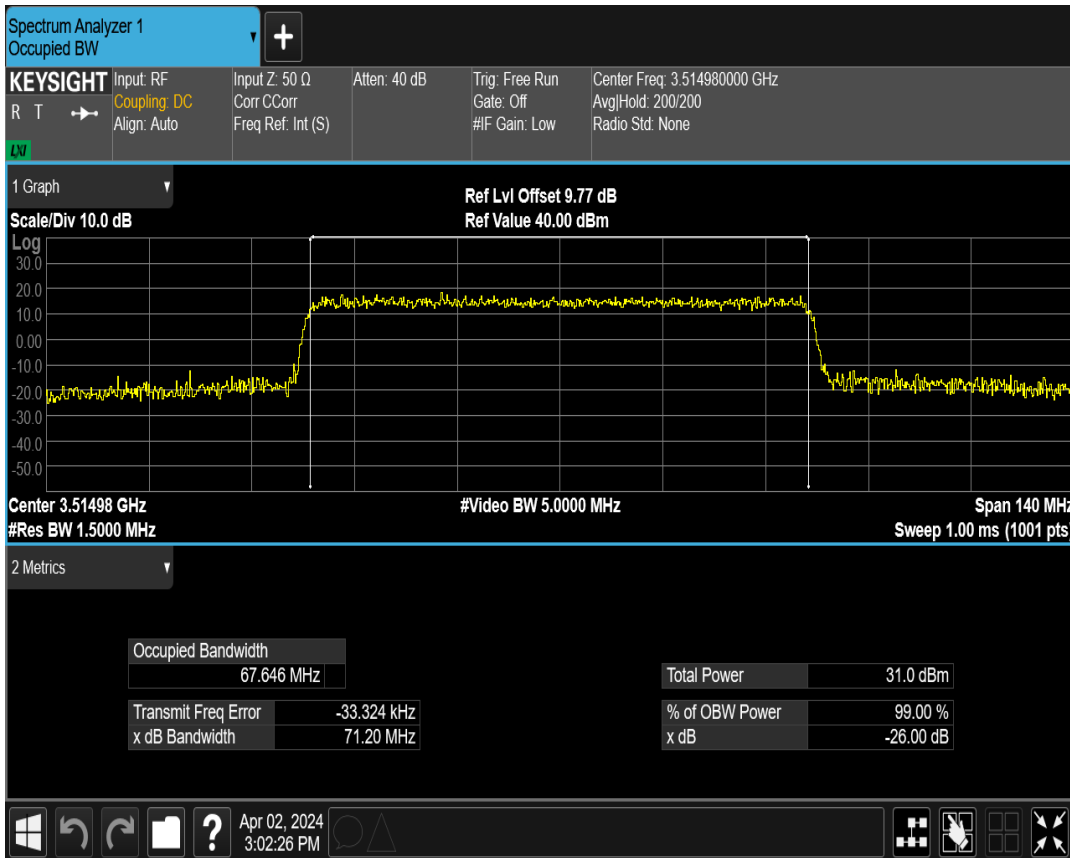 Spectrum Analyzer 1
Occupied BW
+
KEYSIGHT
R T
LXI
Input: RF
Coupling: DC
Align: Auto
Input Z: 50 Ω
Corr CCorr
Freq Ref: Int (S)
Atten: 40 dB
Trig: Free Run
Gate: Off
#IF Gain: Low
Center Freq: 3.514980000 GHz
Avg|Hold: 200/200
Radio Std: None
1 Graph
Ref Lvl Offset 9.77 dB
Scale/Div 10.0 dB
Ref Value 40.00 dBm
Log
30.0
20.0
10.0
0.00
-10.0
-20.0
-30.0
-40.0
-50.0
Center 3.51498 GHz
#Video BW 5.0000 MHz
Span 140 MHz
#Res BW 1.5000 MHz
Sweep 1.00 ms (1001 pts)
2 Metrics
Occupied Bandwidth
67.646 MHz
Total Power 31.0 dBm
Transmit Freq Error -33.324 kHz
% of OBW Power 99.00 %
x dB Bandwidth 71.20 MHz
x dB -26.00 dB
?
Apr 02, 2024
3:02:26 PM